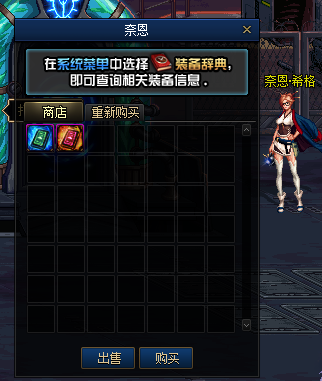 奈恩
在系统菜单中选择 装备辞典，
即可查询相关装备信息．
奈恩·希格
商店
重新购买
出售
购买